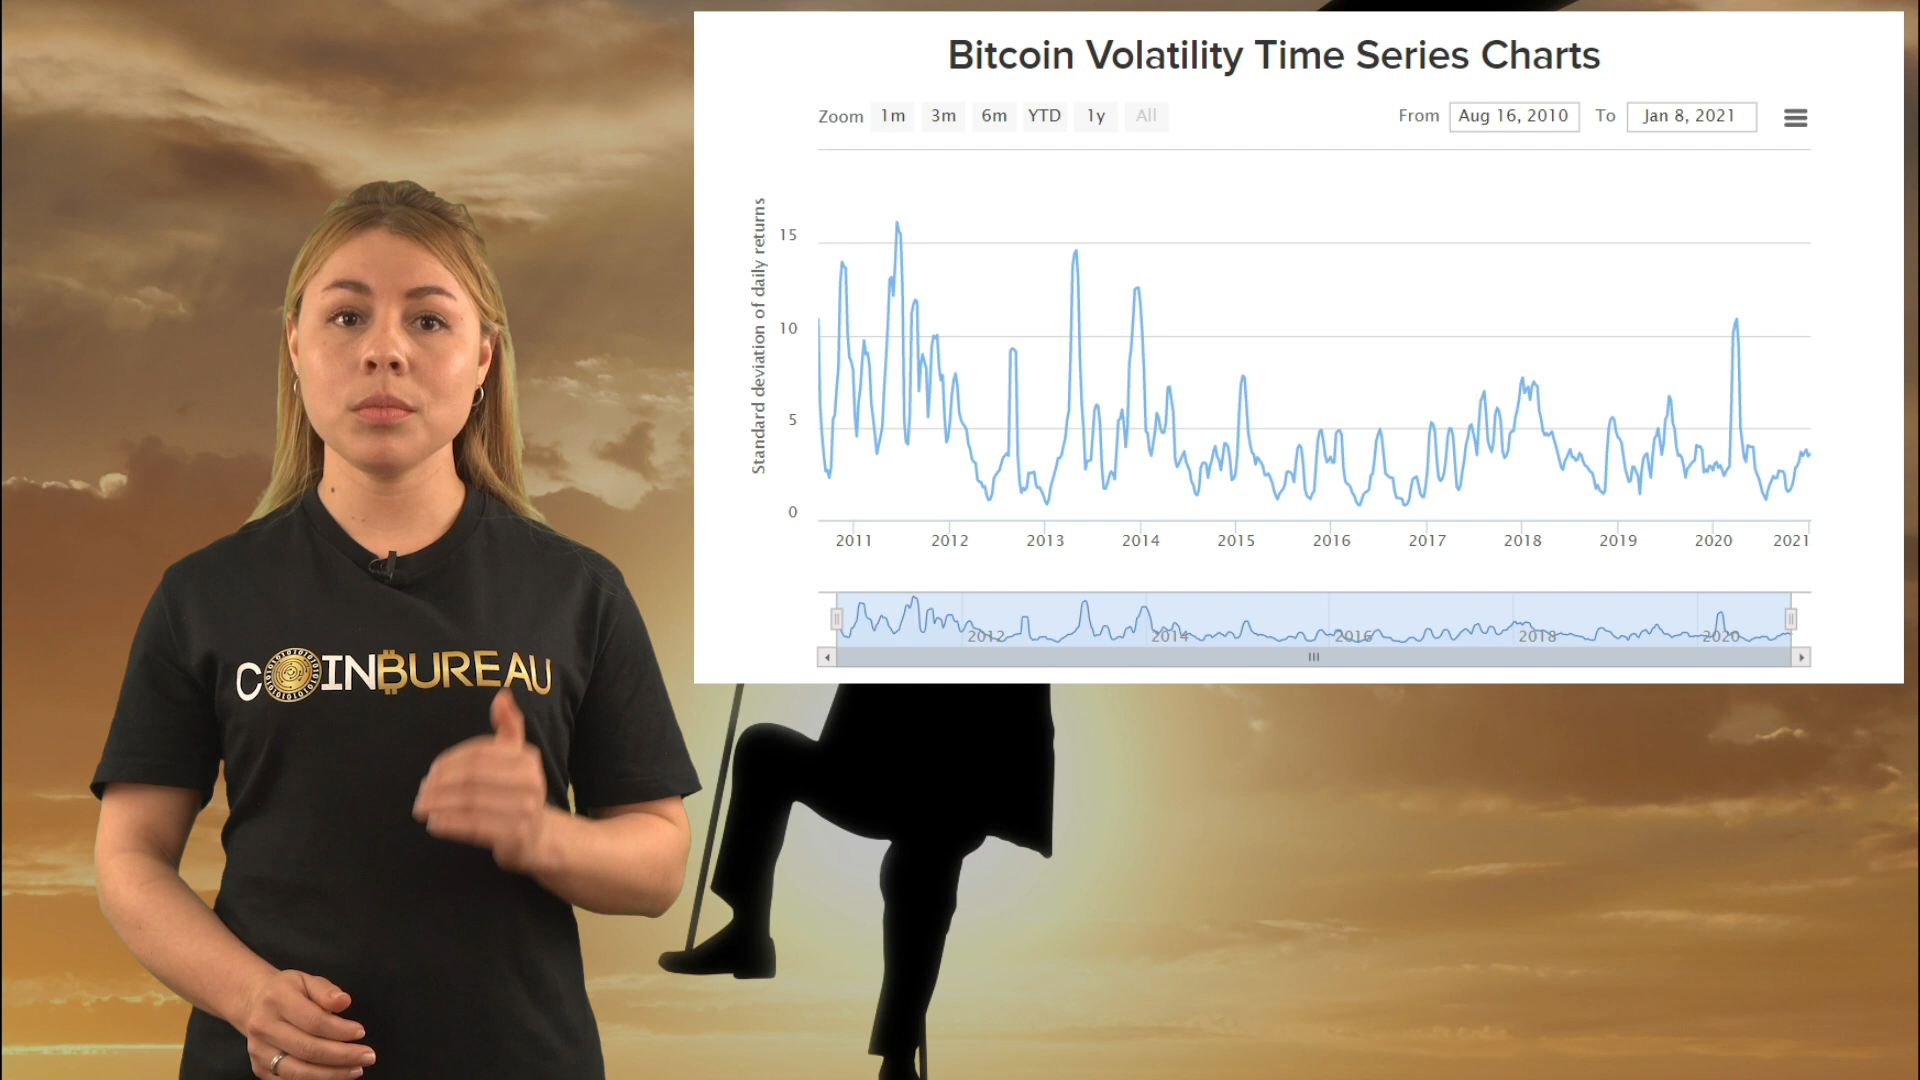 Bitcoin Volatility Time Series Charts
Zoom 1m 3m 6m YTD 1y All
From Aug 16, 2010 To Jan 8, 2021
Standard deviation of daily returns
15
10
5
0
2011 2012 2013 2014 2015 2016 2017 2018 2019 2020 2021
2012 2014 2016 2018 2020
COINBUREAU